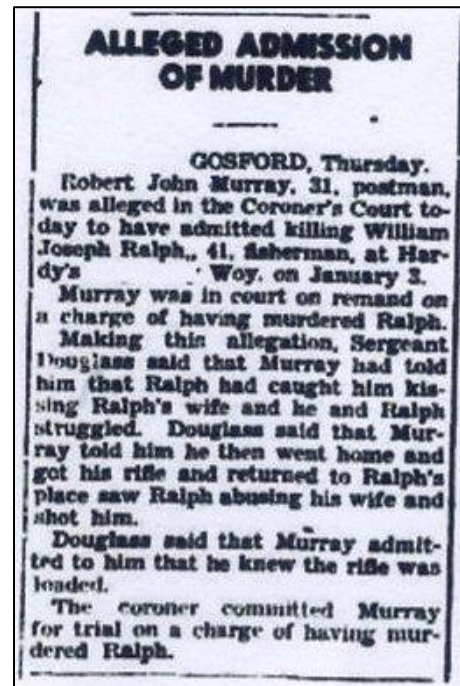 ALLEGED ADMISSION
OF MURDER
GOSFORD, Thursday.
Robert John Murray, 31, postman,
was alleged in the Coroner's Court to-
day to have admitted killing William
Joseph Ralph,, 41, fisherman, at Har-
dy's Woy, on January 3.
Murray was in court on remand on
a charge of having murdered Ralph.
Making this allegation, Sergeant
Douglass said that Murray had told
him that Ralph had caught him kis-
sing Ralph's wife and he and Ralph
struggled. Douglass said that Mur-
ray told him he then went home and
got his rifle and returned to Ralph's
place saw Ralph abusing his wife and
shot him.
Douglass said that Murray admit-
ted to him that he knew the rifle was
loaded.
The coroner committed Murray
for trial on a charge of having mur-
dered Ralph.